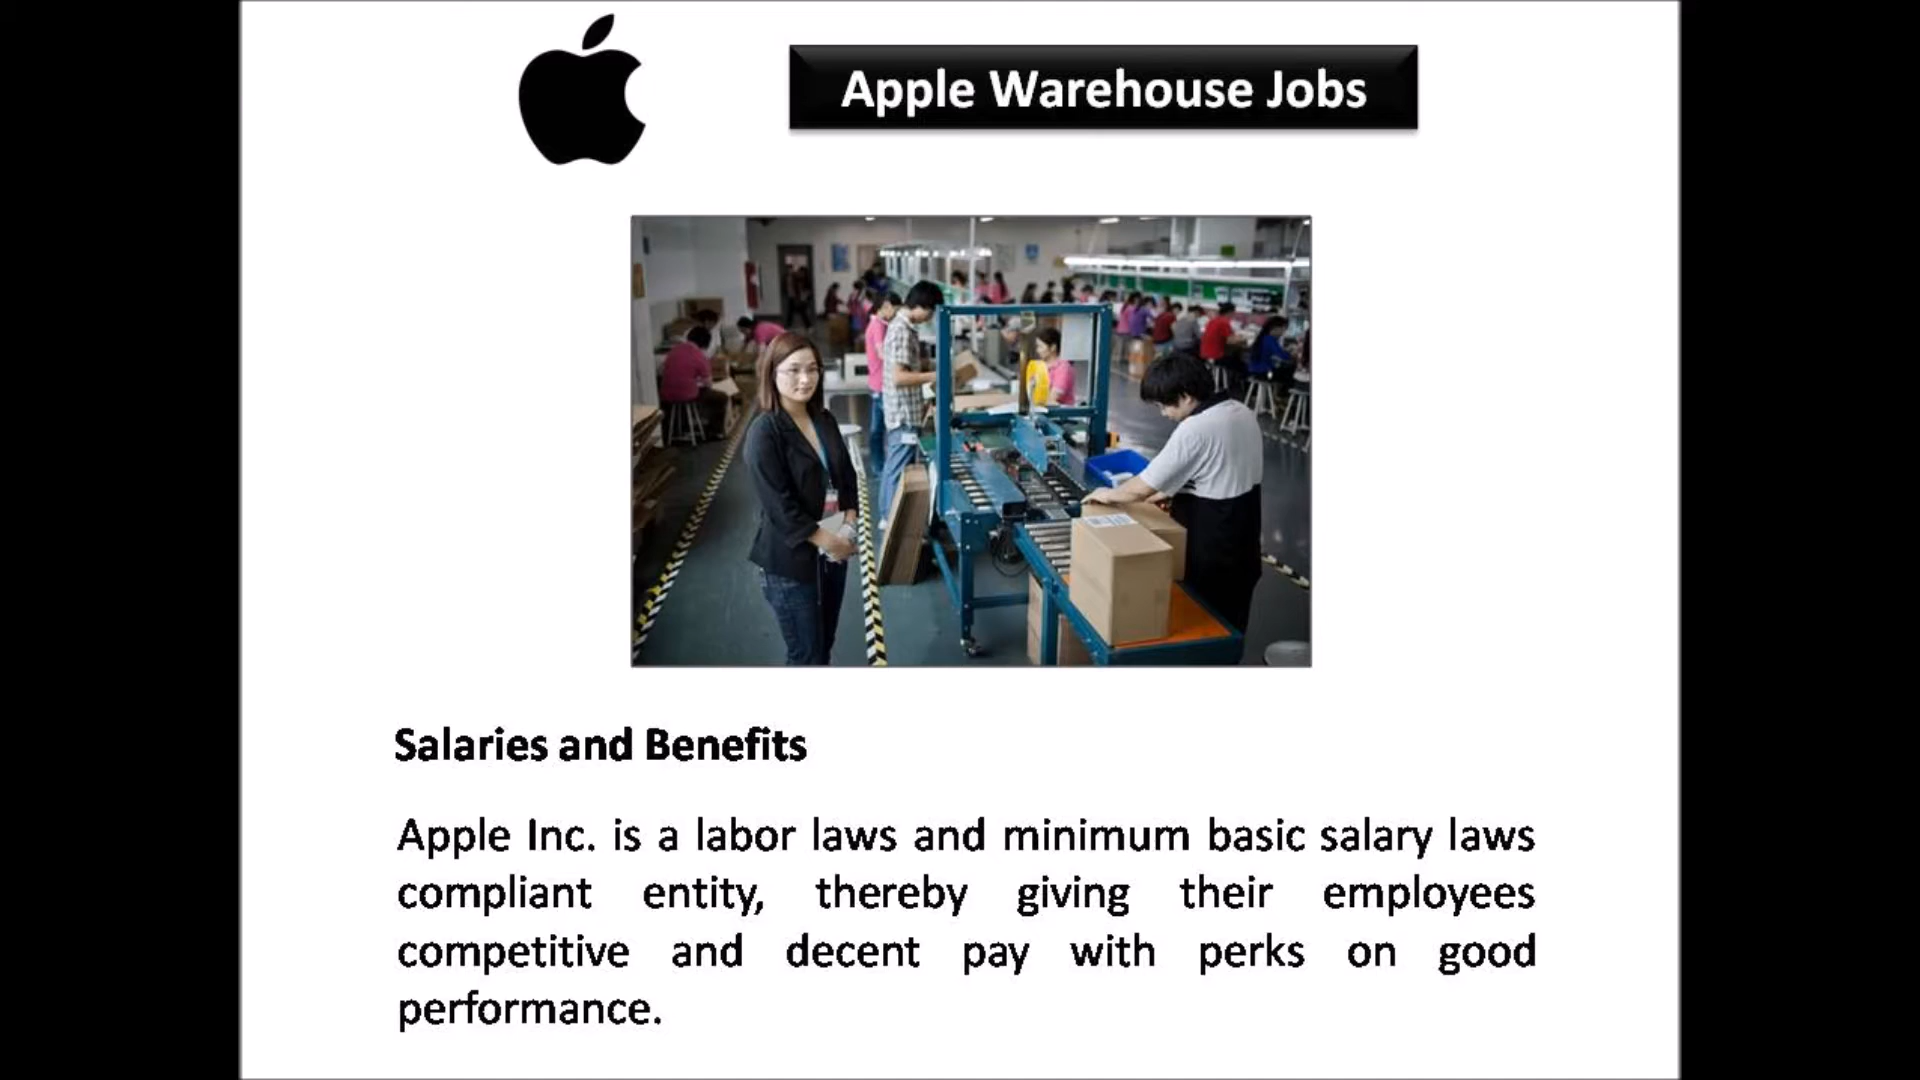 Apple Warehouse Jobs
Salaries and Benefits
Apple Inc. is a labor laws and minimum basic salary laws
compliant entity, thereby giving their employees
competitive and decent pay with perks on good
performance.